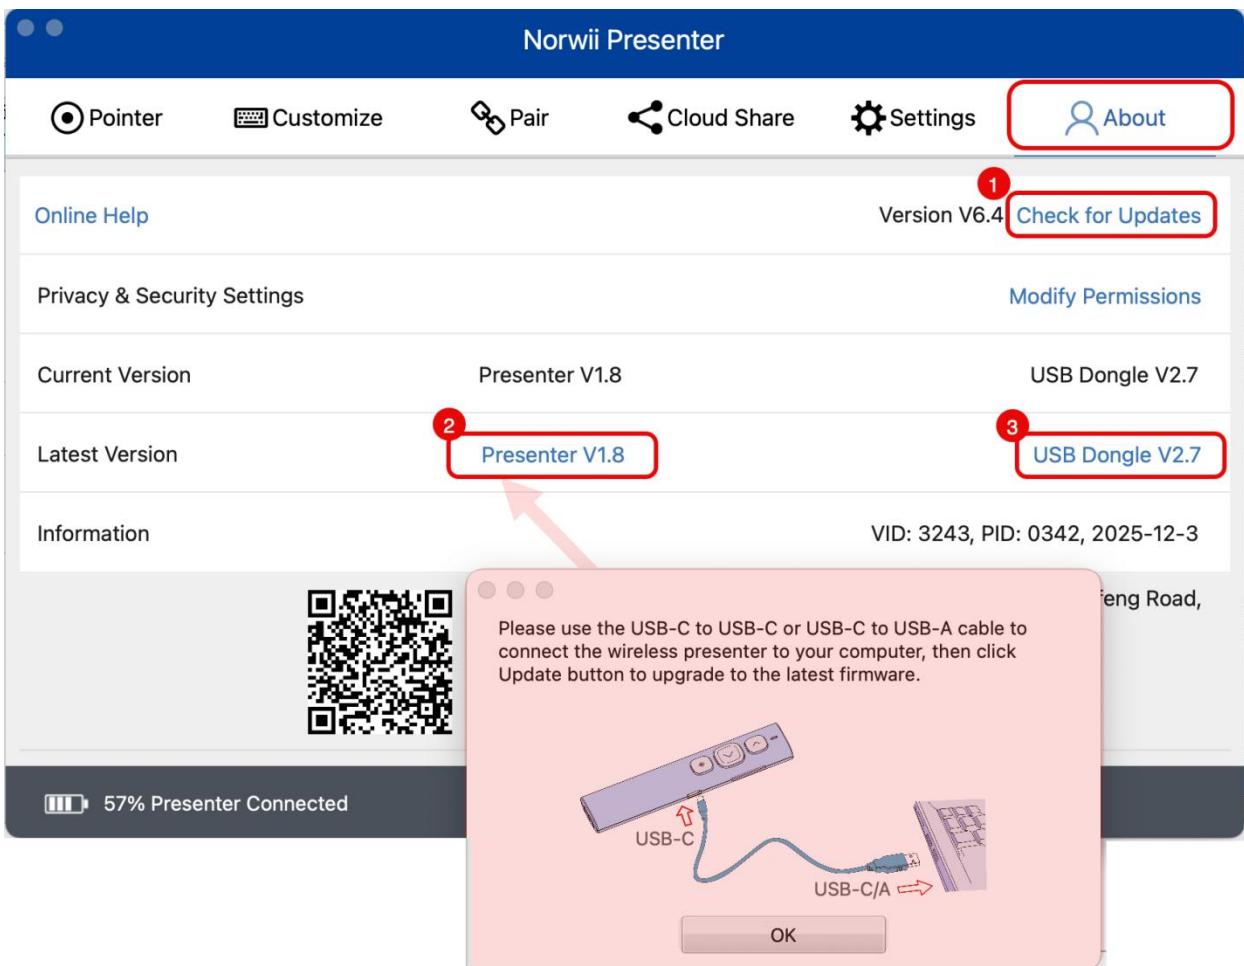 Norwii Presenter
Pointer Customize Pair Cloud Share Settings About
1
Online Help Version V6.4 Check for Updates
Privacy & Security Settings Modify Permissions
Current Version Presenter V1.8 USB Dongle V2.7
2 3
Latest Version Presenter V1.8 USB Dongle V2.7
Information VID: 3243, PID: 0342, 2025-12-3
feng Road,
Please use the USB-C to USB-C or USB-C to USB-A cable to
connect the wireless presenter to your computer, then click
Update button to upgrade to the latest firmware.
57% Presenter Connected
USB-C
USB-C/A
OK